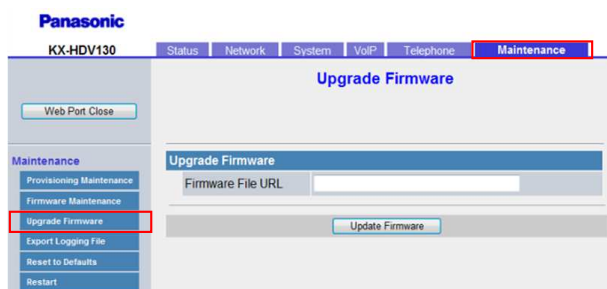 Panasonic
KX-HDV130
Status Network System VoIP Telephone Maintenance
Upgrade Firmware
Web Port Close
Maintenance
Provisioning Maintenance
Firmware Maintenance
Upgrade Firmware
Export Logging File
Reset to Defaults
Restart
Upgrade Firmware
Firmware File URL
Update Firmware